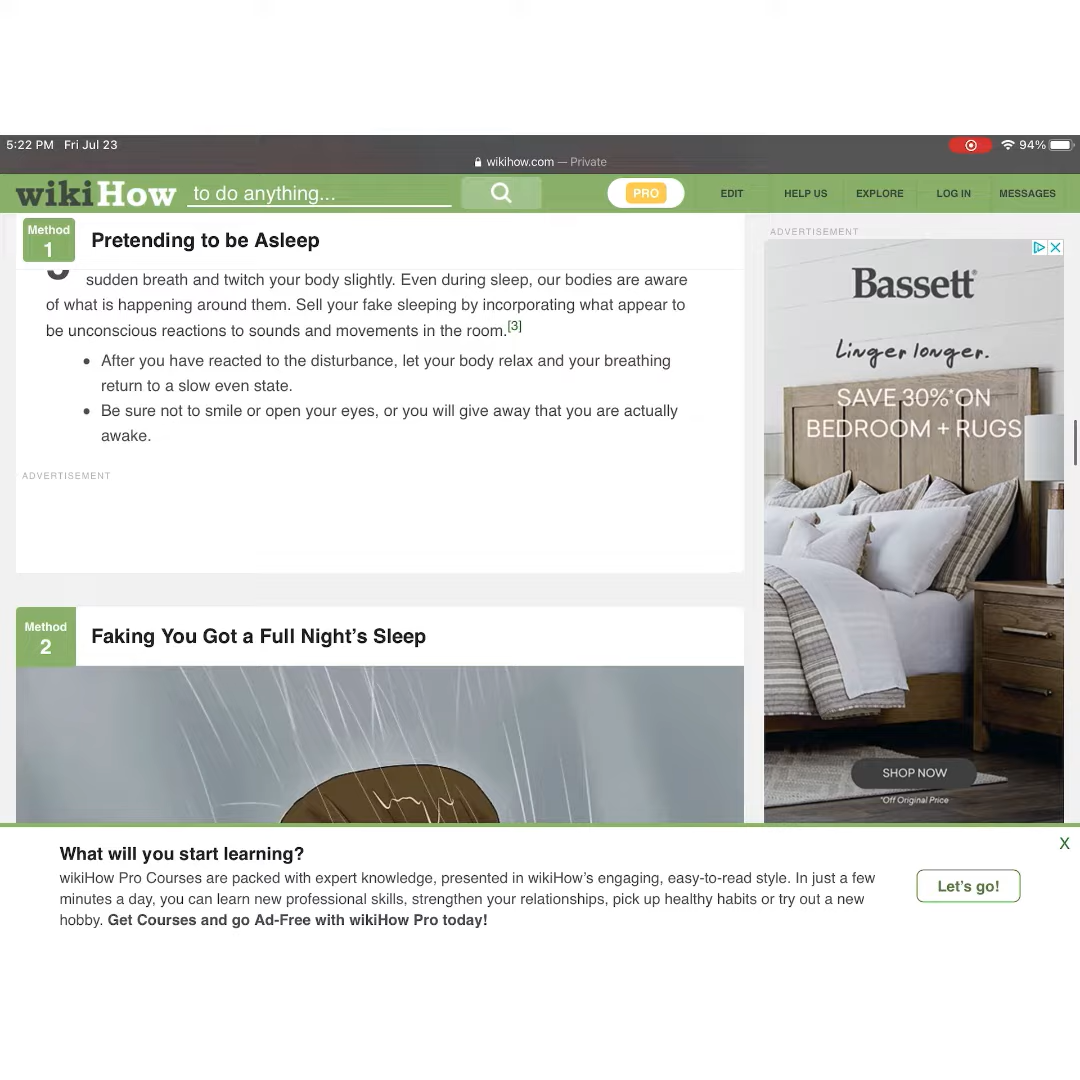 5:22 PM Fri Jul 23
94%
wikihow.com — Private
wikiHow to do anything...
PRO
EDIT
HELP US
EXPLORE
LOG IN
MESSAGES
Method
1
Pretending to be Asleep
sudden breath and twitch your body slightly. Even during sleep, our bodies are aware
of what is happening around them. Sell your fake sleeping by incorporating what appear to
be unconscious reactions to sounds and movements in the room.[3]
• After you have reacted to the disturbance, let your body relax and your breathing
return to a slow even state.
• Be sure not to smile or open your eyes, or you will give away that you are actually
awake.
ADVERTISEMENT
Method
2
Faking You Got a Full Night’s Sleep
ADVERTISEMENT
Bassett®
Linger longer.
SAVE 30%*ON
BEDROOM + RUGS
SHOP NOW
*Off Original Price
X
What will you start learning?
wikiHow Pro Courses are packed with expert knowledge, presented in wikiHow’s engaging, easy-to-read style. In just a few
minutes a day, you can learn new professional skills, strengthen your relationships, pick up healthy habits or try out a new
hobby. Get Courses and go Ad-Free with wikiHow Pro today!
Let’s go!